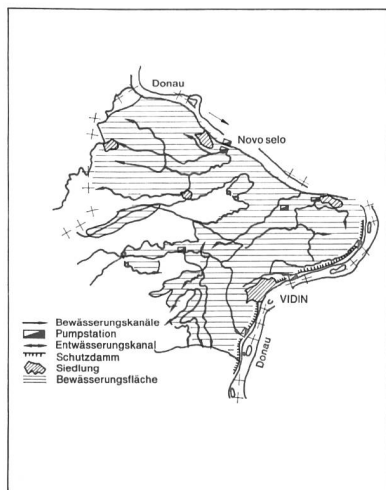 Donau
Novo selo
VIDIN
Donau
Bewässerungskanäle
Pumpstation
Entwässerungskanal
Schutzdamm
Siedlung
Bewässerungsfläche